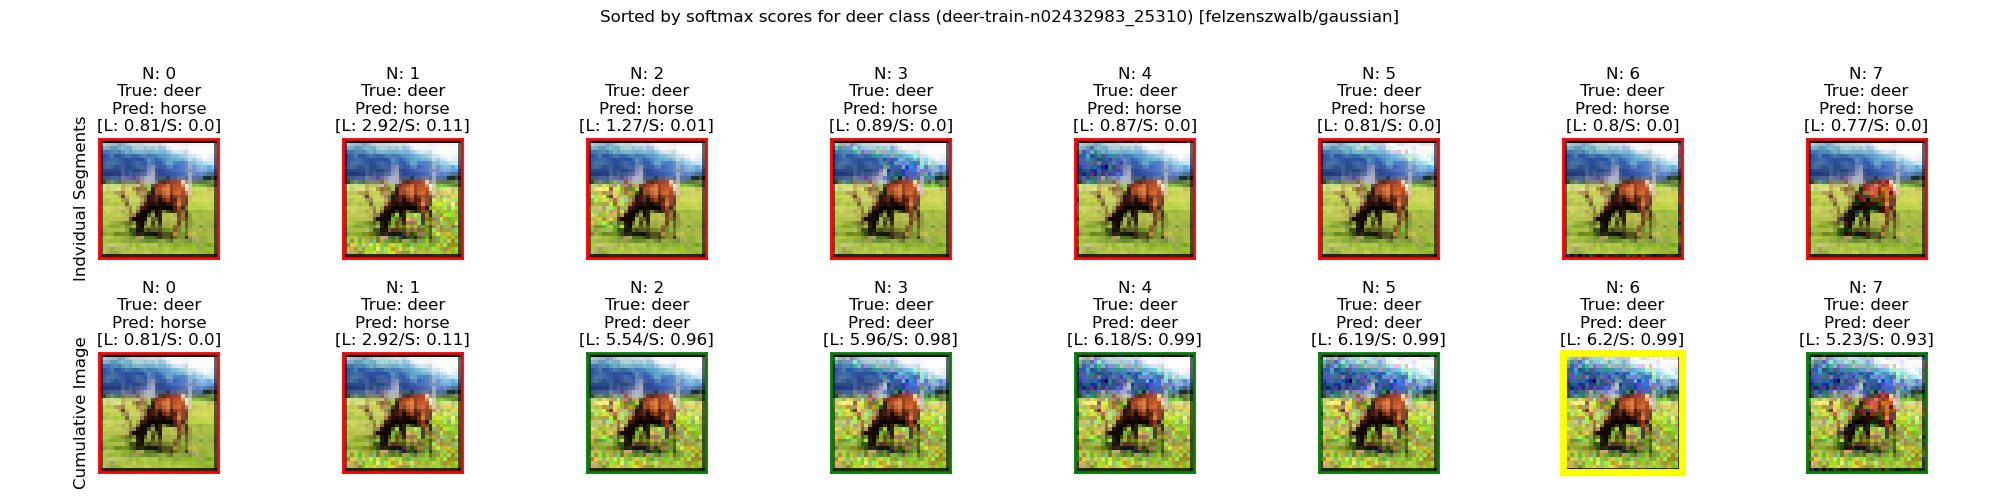 Sorted by softmax scores for deer class (deer-train-n02432983_25310) [felzenszwalb/gaussian]
Indvidual Segments
N: 0
True: deer
Pred: horse
[L: 0.81/S: 0.0]
N: 1
True: deer
Pred: horse
[L: 2.92/S: 0.11]
N: 2
True: deer
Pred: horse
[L: 1.27/S: 0.01]
N: 3
True: deer
Pred: horse
[L: 0.89/S: 0.0]
N: 4
True: deer
Pred: horse
[L: 0.87/S: 0.0]
N: 5
True: deer
Pred: horse
[L: 0.81/S: 0.0]
N: 6
True: deer
Pred: horse
[L: 0.8/S: 0.0]
N: 7
True: deer
Pred: horse
[L: 0.77/S: 0.0]
Cumulative Image
N: 0
True: deer
Pred: horse
[L: 0.81/S: 0.0]
N: 1
True: deer
Pred: horse
[L: 2.92/S: 0.11]
N: 2
True: deer
Pred: deer
[L: 5.54/S: 0.96]
N: 3
True: deer
Pred: deer
[L: 5.96/S: 0.98]
N: 4
True: deer
Pred: deer
[L: 6.18/S: 0.99]
N: 5
True: deer
Pred: deer
[L: 6.19/S: 0.99]
N: 6
True: deer
Pred: deer
[L: 6.2/S: 0.99]
N: 7
True: deer
Pred: deer
[L: 5.23/S: 0.93]